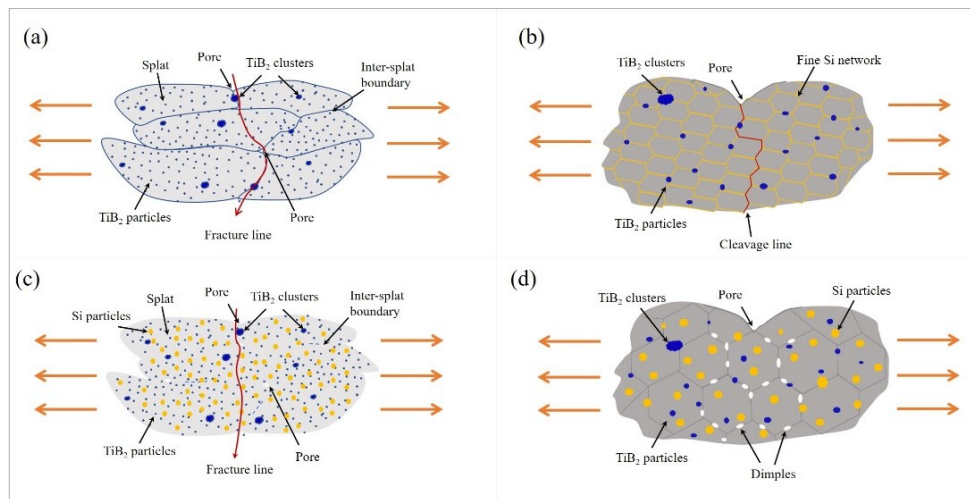 (a)
Pore
TiB₂ clusters
Splat
Inter-splat
boundary
TiB₂ particles
Pore
Fracture line
(b)
TiB₂
clusters
Pore
Fine Si network
TiB₂ particles
Cleavage line
(c)
Pore
Splat
TiB₂ clusters
Inter-splat
boundary
Si particles
TiB₂ particles
Pore
Fracture line
(d)
TiB₂
clusters
Pore
Si particles
TiB₂
particles
Dimples